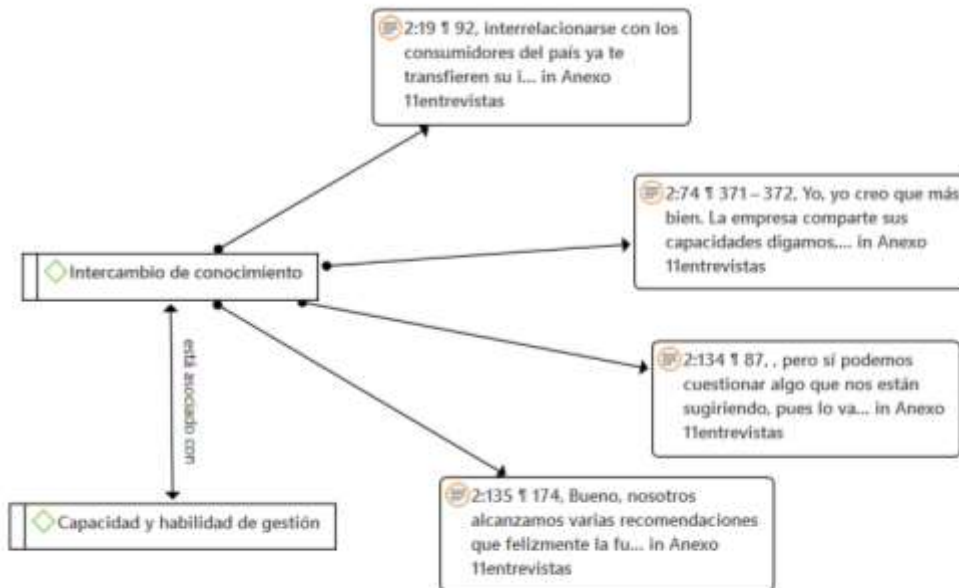 2:19 ¶ 92, interrelacionarse con los
consumidores del país ya te
transfieren su i... in Anexo
11entrevistas
2:74 ¶ 371 – 372, Yo, yo creo que más
bien. La empresa comparte sus
capacidades digamos,... in Anexo
11entrevistas
Intercambio de conocimiento
está asociado con
2:134 ¶ 87, , pero sí podemos
cuestionar algo que nos están
sugiriendo, pues lo va... in Anexo
11entrevistas
2:135 ¶ 174, Bueno, nosotros
alcanzamos varias recomendaciones
que felizmente la fu... in Anexo
11entrevistas
Capacidad y habilidad de gestión